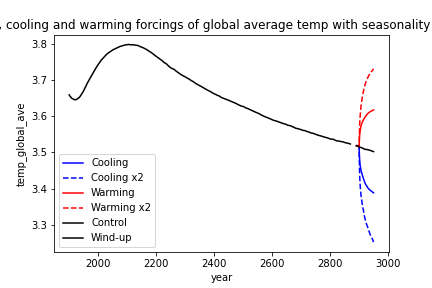 , cooling and warming forcings of global average temp with seasonality
3.8
3.7
3.6
3.5
3.4
3.3
temp_global_ave
Cooling
Cooling x2
Warming
Warming x2
Control
Wind-up
2000 2200 2400 2600 2800 3000
year